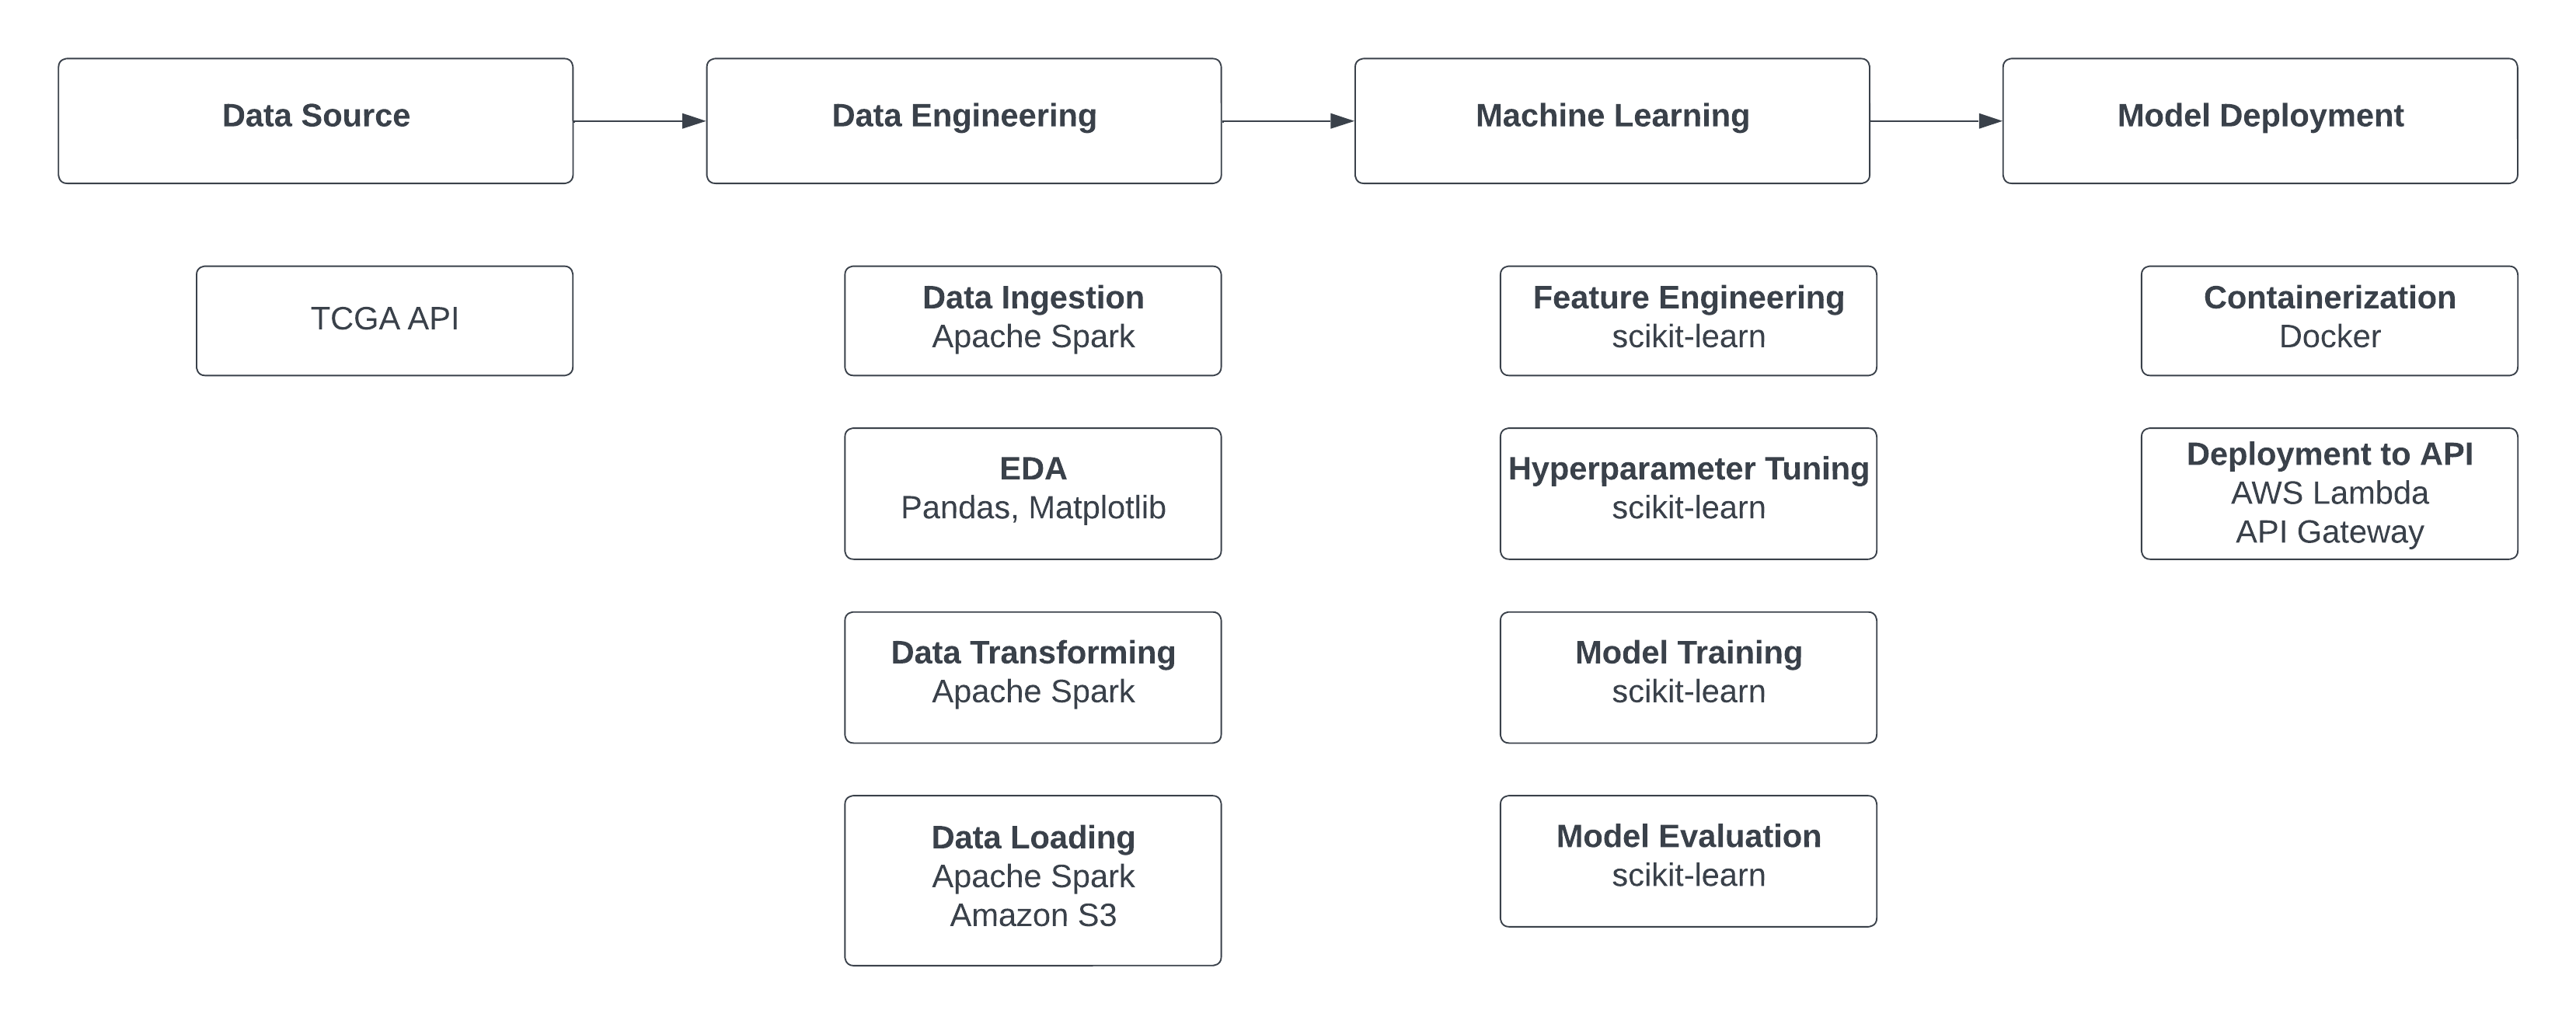 Data Source
Data Engineering
Machine Learning
Model Deployment
TCGA API
Data Ingestion
Apache Spark
EDA
Pandas, Matplotlib
Data Transforming
Apache Spark
Data Loading
Apache Spark
Amazon S3
Feature Engineering
scikit-learn
Hyperparameter Tuning
scikit-learn
Model Training
scikit-learn
Model Evaluation
scikit-learn
Containerization
Docker
Deployment to API
AWS Lambda
API Gateway